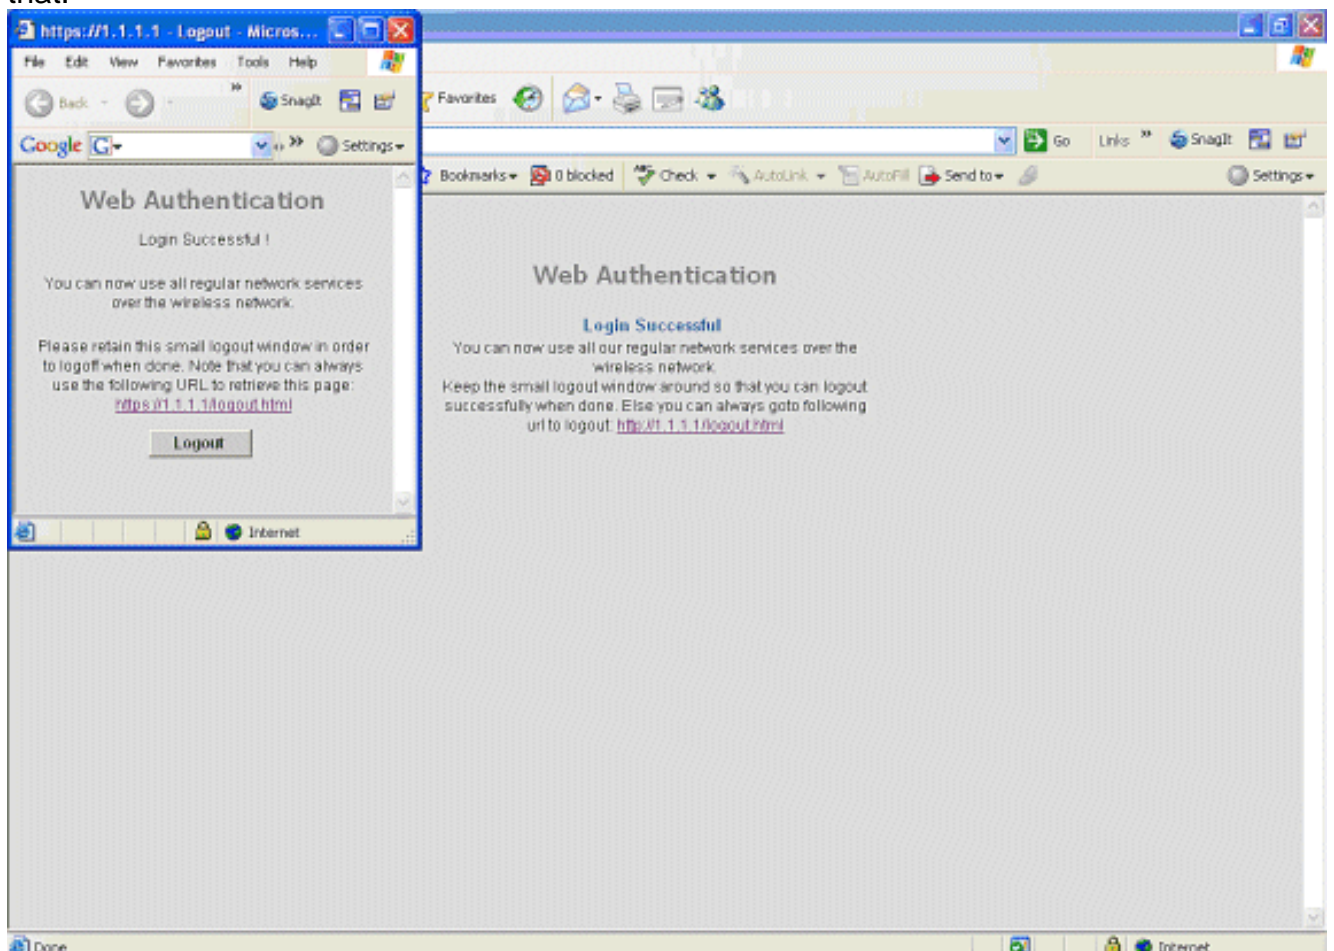 that.
https://1.1.1.1 - Logout - Micros...
File Edit View Favorites Tools Help
Back
SnagIt
Google G
Settings
Web Authentication
Login Successful !
You can now use all regular network services
over the wireless network.
Please retain this small logout window in order
to logoff when done. Note that you can always
use the following URL to retrieve this page:
https://1.1.1.1/logout.html
Logout
Internet
Favorites
Go Links » SnagIt
Bookmarks 0 blocked Check AutoLink AutoFill Send to Settings
Web Authentication
Login Successful
You can now use all our regular network services over the
wireless network.
Keep the small logout window around so that you can logout
successfully when done. Else you can always goto following
url to logout: http://1.1.1.1/logout.html
Done
Internet